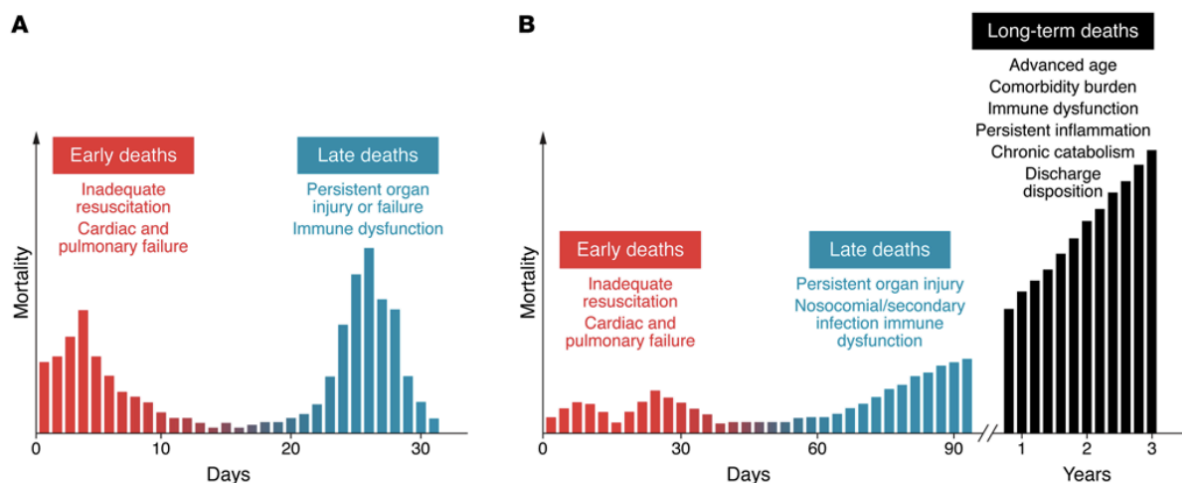 A
Early deaths
Inadequate
resuscitation
Cardiac and
pulmonary failure
Late deaths
Persistent organ
injury or failure
Immune dysfunction
Mortality
0
10
20
30
Days
B
Long-term deaths
Advanced age
Comorbidity burden
Immune dysfunction
Persistent inflammation
Chronic catabolism
Discharge
disposition
Early deaths
Inadequate
resuscitation
Cardiac and
pulmonary failure
Late deaths
Persistent organ injury
Nosocomial/secondary
infection immune
dysfunction
Mortality
0
30
60
90
1
2
3
Days
Years